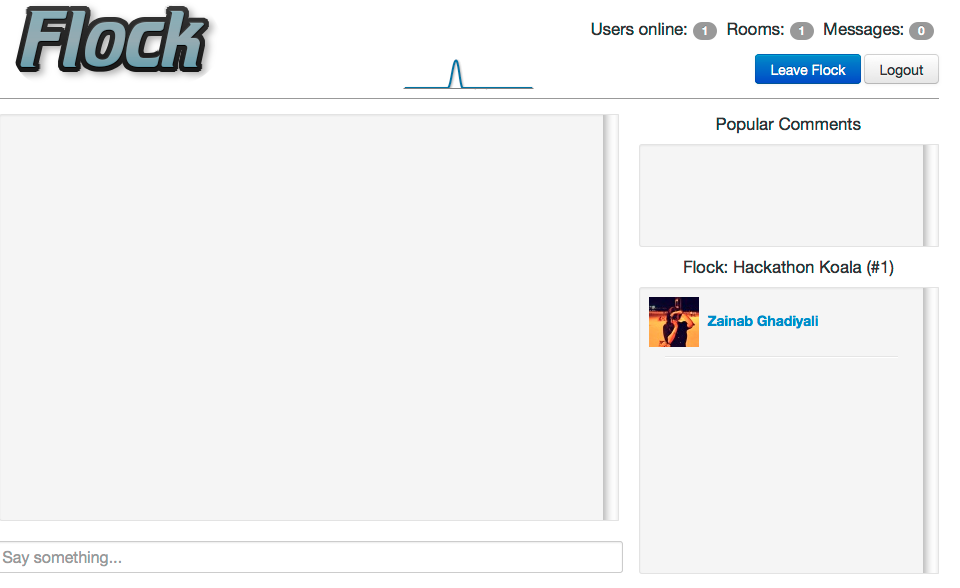 Flock
Users online: 1 Rooms: 1 Messages: 0
Leave Flock Logout
Popular Comments
Flock: Hackathon Koala (#1)
Zainab Ghadiyali
Say something...